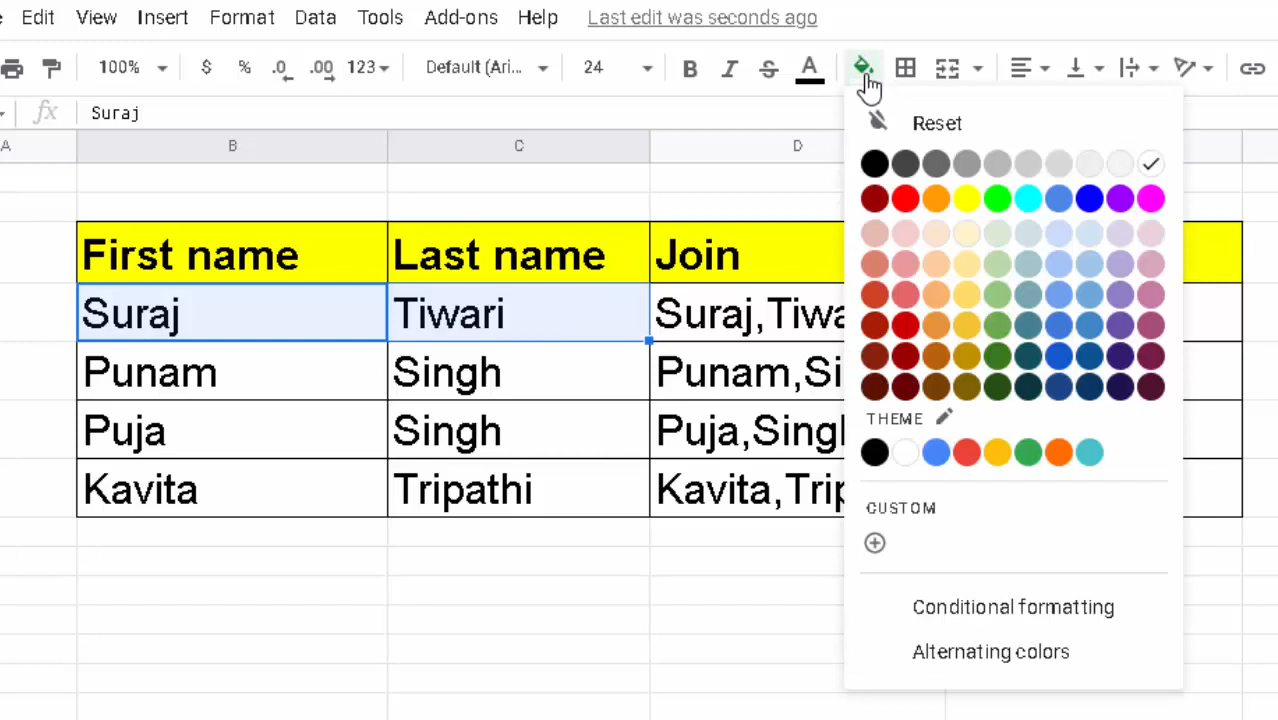 Edit View Insert Format Data Tools Add-ons Help Last edit was seconds ago
100% $ % .0 .00 123 Default (Ari... 24 B I S A
fx Suraj
A B C D
Reset
First name Last name Join
Suraj Tiwari Suraj,Tiwa
Punam Singh Punam,Si
Puja Singh Puja,Singh
Kavita Tripathi Kavita,Trip
THEME
CUSTOM
Conditional formatting
Alternating colors